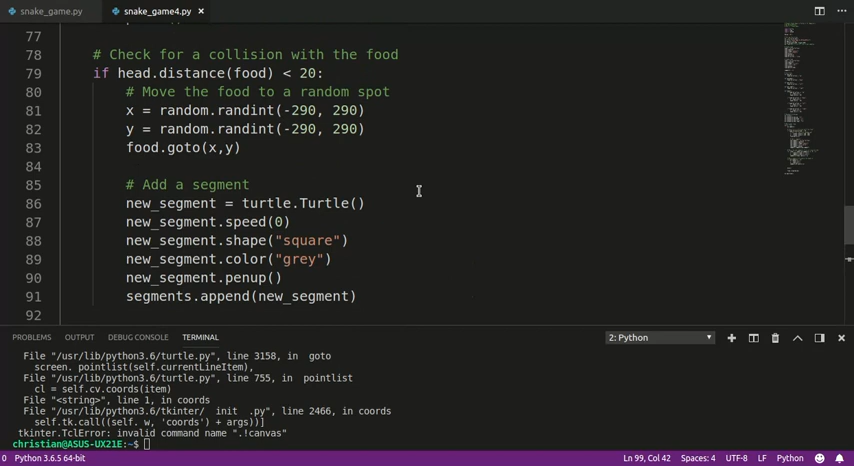 snake_game.py
snake_game4.py
77
78 # Check for a collision with the food
79 if head.distance(food) < 20:
80 # Move the food to a random spot
81 x = random.randint(-290, 290)
82 y = random.randint(-290, 290)
83 food.goto(x,y)
84
85 # Add a segment
86 new_segment = turtle.Turtle()
87 new_segment.speed(0)
88 new_segment.shape("square")
89 new_segment.color("grey")
90 new_segment.penup()
91 segments.append(new_segment)
92
PROBLEMS OUTPUT DEBUG CONSOLE TERMINAL 2: Python
File "/usr/lib/python3.6/turtle.py", line 3158, in goto
screen. pointlist(self.currentLineItem),
File "/usr/lib/python3.6/turtle.py", line 755, in pointlist
cl = self.cv.coords(item)
File "<string>", line 1, in coords
File "/usr/lib/python3.6/tkinter/ init .py", line 2466, in coords
self.tk.call((self. w, 'coords') + args))]
tkinter.TclError: invalid command name ".!canvas"
christian@ASUS-UX21E:~$
0 Python 3.6.5 64-bit Ln 99, Col 42 Spaces: 4 UTF-8 LF Python